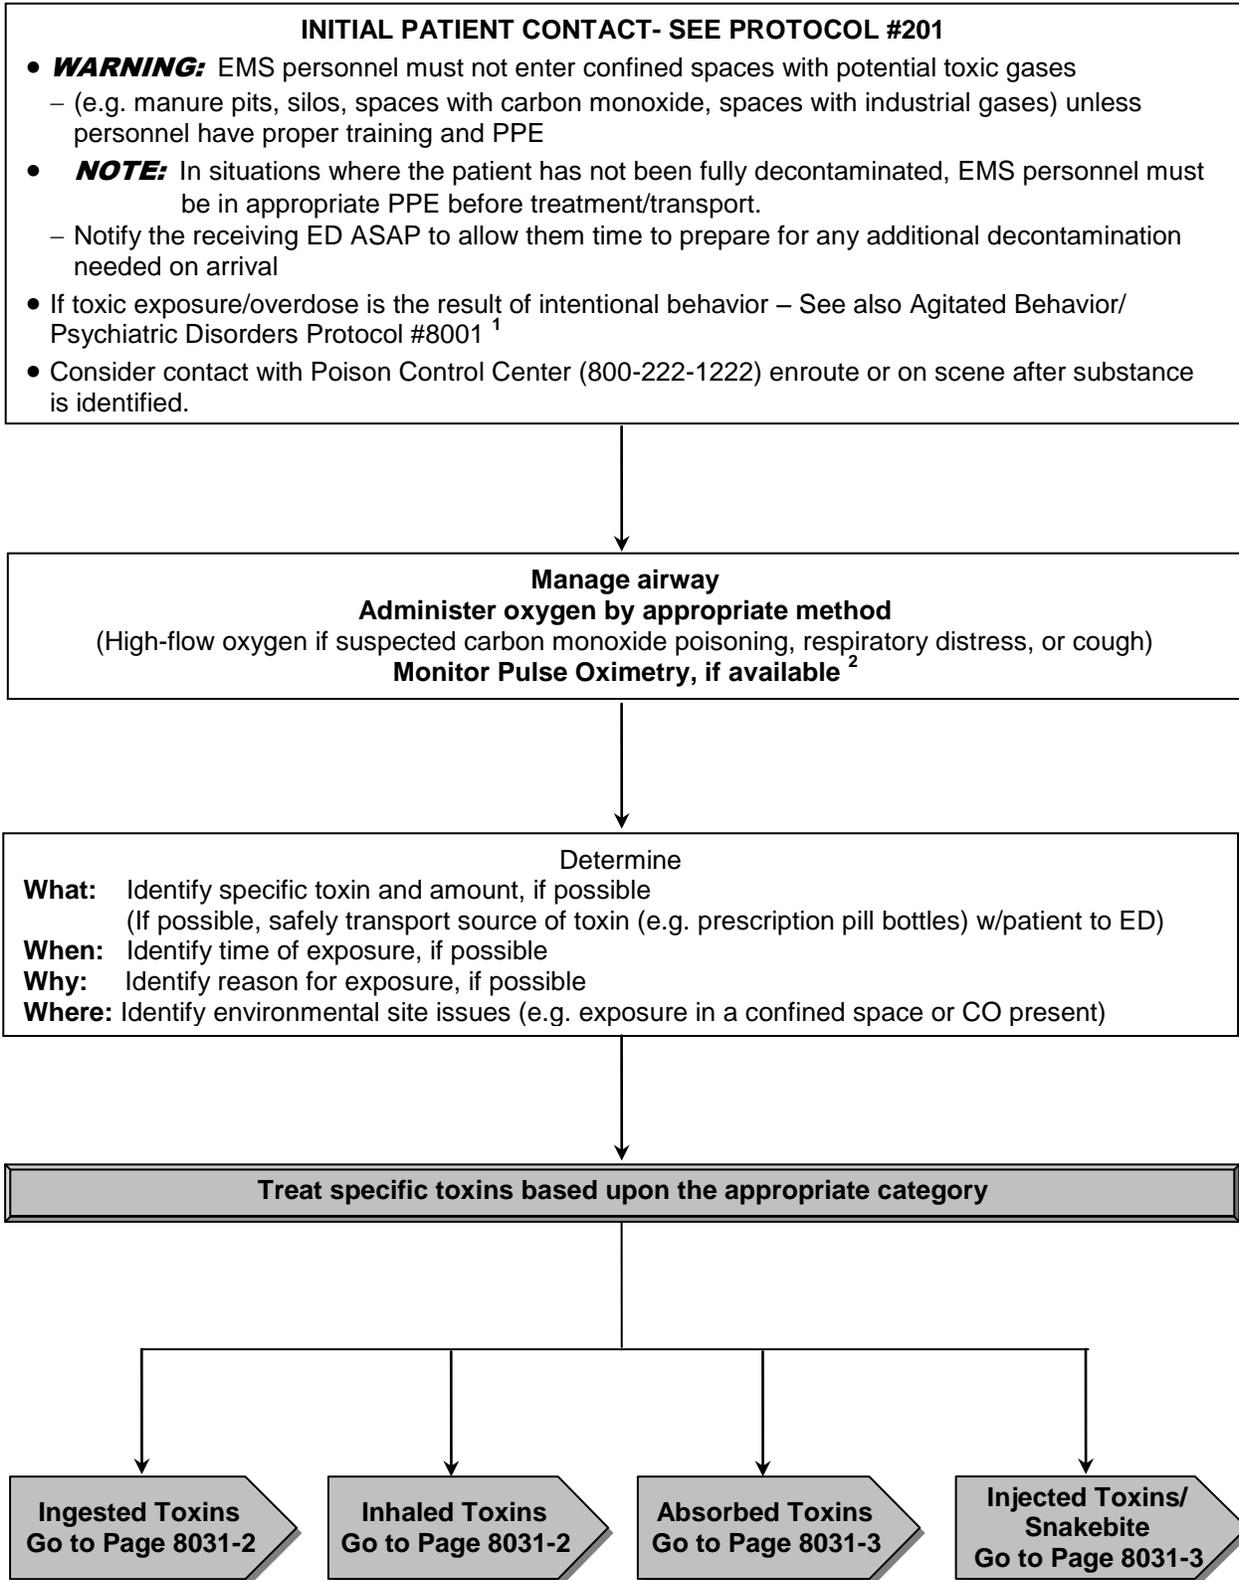 INITIAL PATIENT CONTACT- SEE PROTOCOL #201
• WARNING: EMS personnel must not enter confined spaces with potential toxic gases
– (e.g. manure pits, silos, spaces with carbon monoxide, spaces with industrial gases) unless
personnel have proper training and PPE
• NOTE: In situations where the patient has not been fully decontaminated, EMS personnel must
be in appropriate PPE before treatment/transport.
– Notify the receiving ED ASAP to allow them time to prepare for any additional decontamination
needed on arrival
• If toxic exposure/overdose is the result of intentional behavior – See also Agitated Behavior/
Psychiatric Disorders Protocol #8001 1
• Consider contact with Poison Control Center (800-222-1222) enroute or on scene after substance
is identified.
Manage airway
Administer oxygen by appropriate method
(High-flow oxygen if suspected carbon monoxide poisoning, respiratory distress, or cough)
Monitor Pulse Oximetry, if available 2
Determine
What: Identify specific toxin and amount, if possible
(If possible, safely transport source of toxin (e.g. prescription pill bottles) w/patient to ED)
When: Identify time of exposure, if possible
Why: Identify reason for exposure, if possible
Where: Identify environmental site issues (e.g. exposure in a confined space or CO present)
Treat specific toxins based upon the appropriate category
Ingested Toxins
Go to Page 8031-2
Inhaled Toxins
Go to Page 8031-2
Absorbed Toxins
Go to Page 8031-3
Injected Toxins/
Snakebite
Go to Page 8031-3